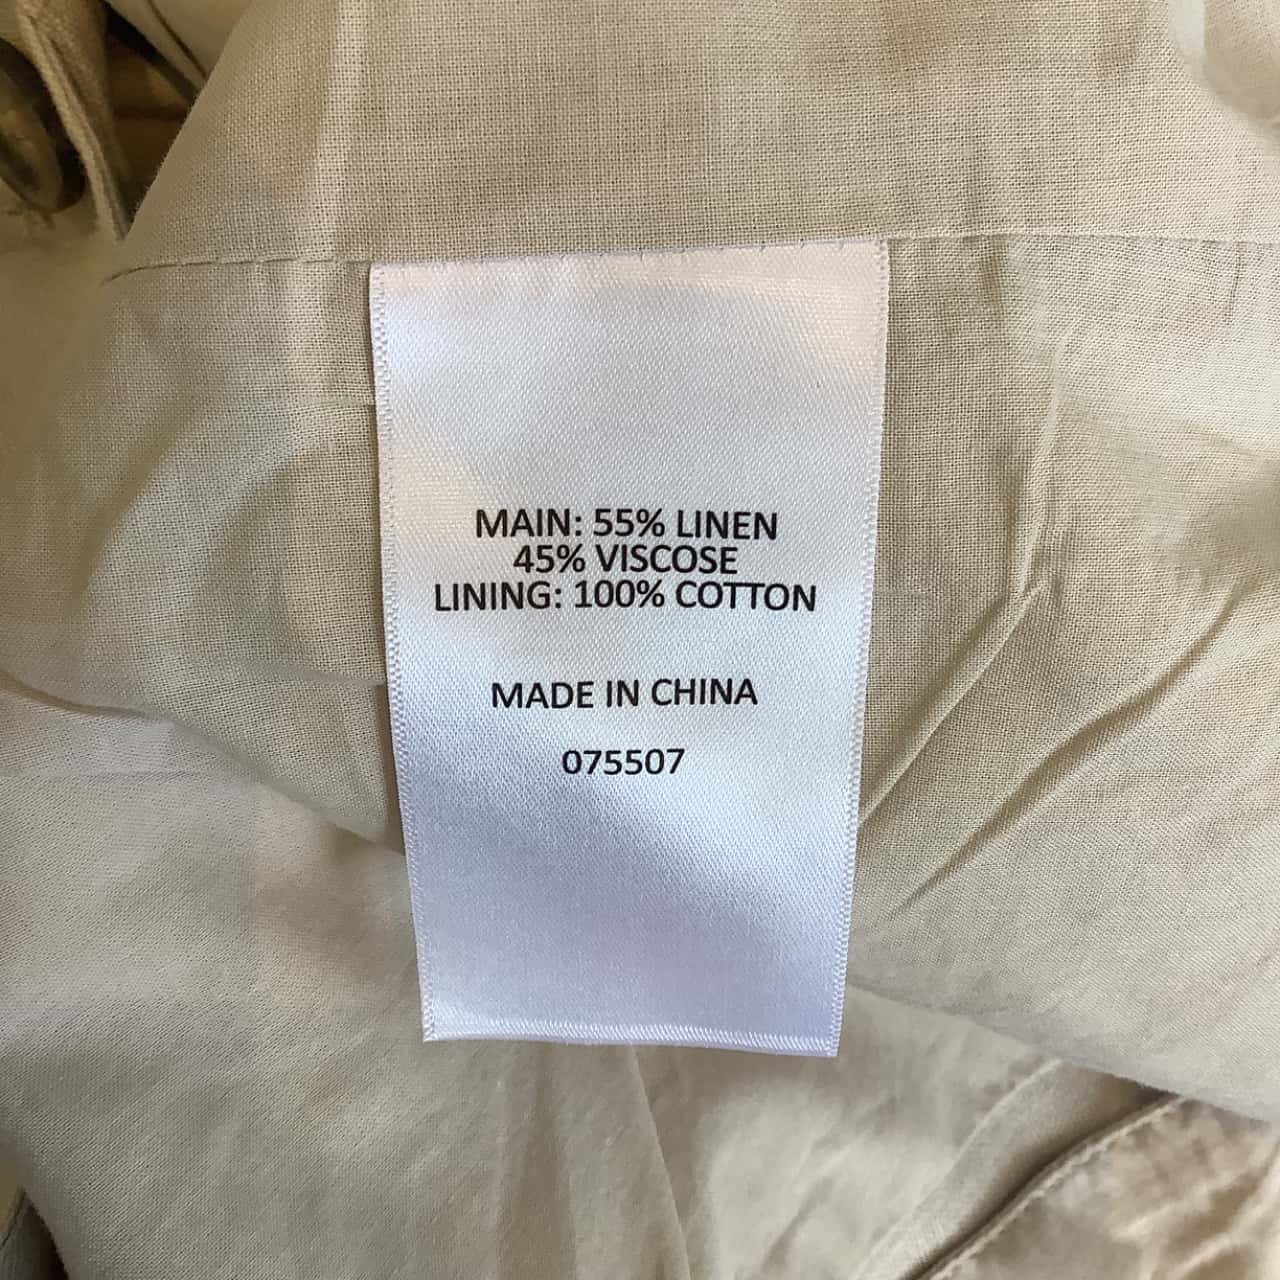 MAIN: 55% LINEN
45% VISCOSE
LINING: 100% COTTON
MADE IN CHINA
075507